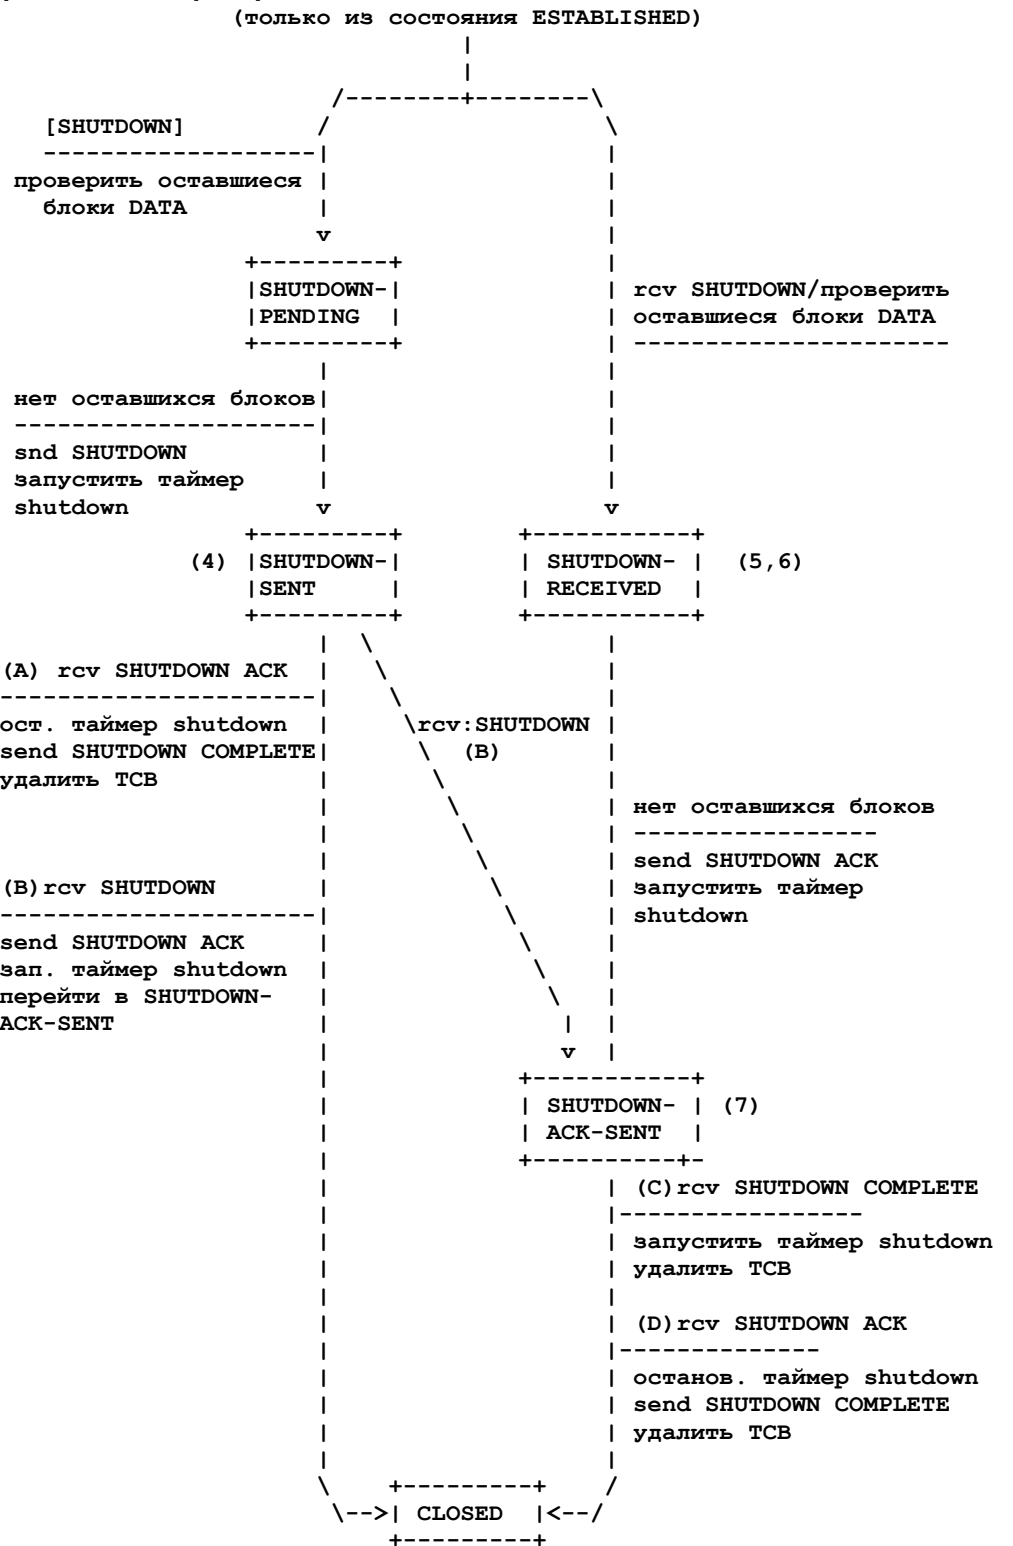 (только из состояния ESTABLISHED)
|
|
/--------+--------\
[SHUTDOWN]         /                   \
-------------------|                   |
проверить оставшиеся |                   |
блоки DATA         |                   |
v                   |
+---------+              |
|SHUTDOWN-|              | rcv SHUTDOWN/проверить
|PENDING  |              | оставшиеся блоки DATA
+---------+              | ----------------------
|                   |
нет оставшихся блоков|                   |
---------------------|                   |
snd SHUTDOWN         |                   |
запустить таймер     |                   |
shutdown             v                   v
+---------+        +-----------+
(4) |SHUTDOWN-|        | SHUTDOWN- |  (5,6)
|SENT     |        | RECEIVED  |
+---------+        +-----------+
|  \                |
(A) rcv SHUTDOWN ACK  |   \               |
----------------------|    \              |
ост. таймер shutdown  |     \rcv:SHUTDOWN |
send SHUTDOWN COMPLETE|      \  (B)       |
удалить TCB           |       \           |
|        \          | нет оставшихся блоков
|         \         | -----------------
|          \        | send SHUTDOWN ACK
(B)rcv SHUTDOWN       |           \       | запустить таймер
----------------------|            \      | shutdown
send SHUTDOWN ACK     |             \     |
зап. таймер shutdown  |              \    |
перейти в SHUTDOWN-   |               \   |
ACK-SENT              |                |  |
|                v  |
|             +-----------+
|             | SHUTDOWN- | (7)
|             | ACK-SENT  |
|             +----------+-
|                   | (C)rcv SHUTDOWN COMPLETE
|                   |-----------------
|                   | запустить таймер shutdown
|                   | удалить TCB
|                   |
|                   | (D)rcv SHUTDOWN ACK
|                   |--------------
|                   | останов. таймер shutdown
|                   | send SHUTDOWN COMPLETE
|                   | удалить TCB
|                   |
\    +---------+    /
\-->| CLOSED  |<--/
+---------+